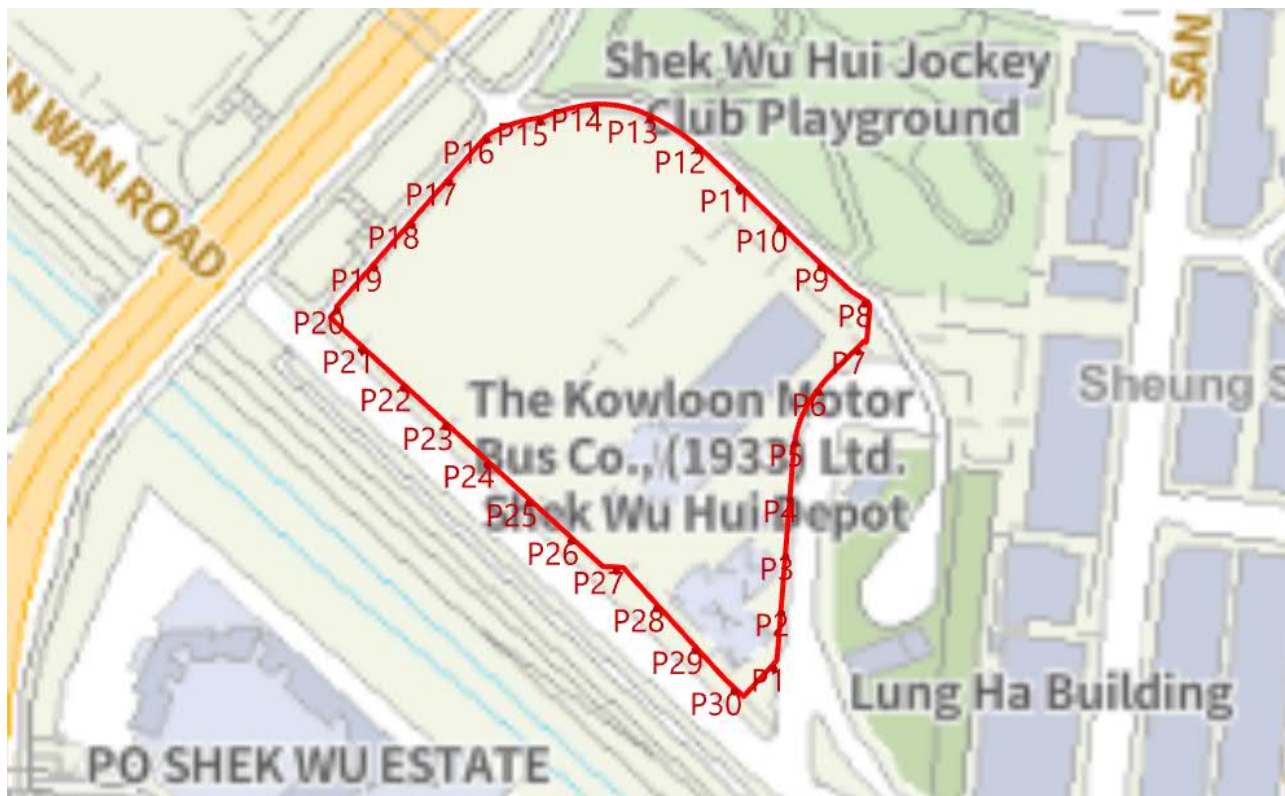 Shek Wu Hui Jockey
Club Playground
SAN
N WAN ROAD
P14
P15
P13
P16
P12
P17
P11
P18
P10
P19
P9
P20
P8
P21
P7
P22
P6
The Kowloon Motor
Bus Co., (1933) Ltd.
Shek Wu Hui Depot
Sheung S
P23
P5
P24
P4
P25
P26
P3
P27
P28
P2
P29
P1
P30
Lung Ha Building
PO SHEK WU ESTATE